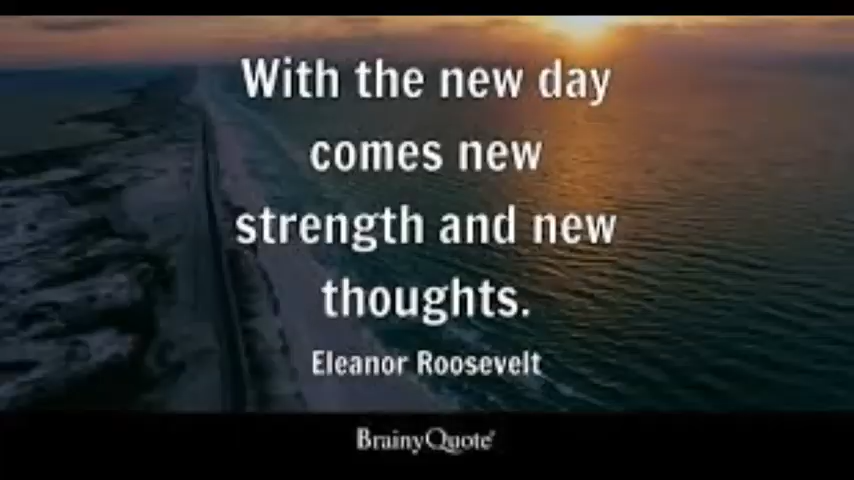 With the new day
comes new
strength and new
thoughts.
Eleanor Roosevelt
BrainyQuote®